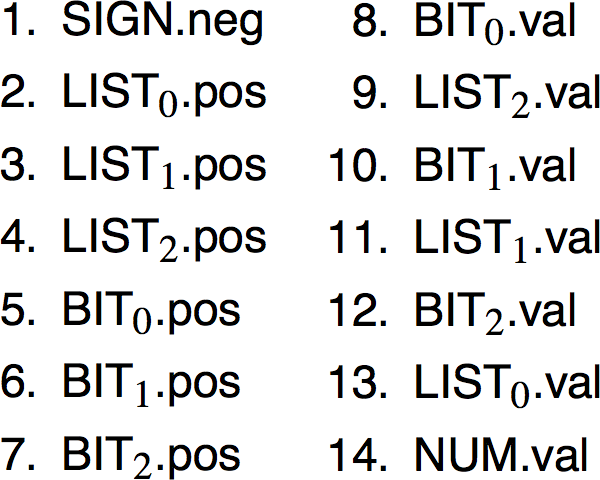 1. SIGN.neg
2. LIST₀.pos
3. LIST₁.pos
4. LIST₂.pos
5. BIT₀.pos
6. BIT₁.pos
7. BIT₂.pos
8. BIT₀.val
9. LIST₂.val
10. BIT₁.val
11. LIST₁.val
12. BIT₂.val
13. LIST₀.val
14. NUM.val